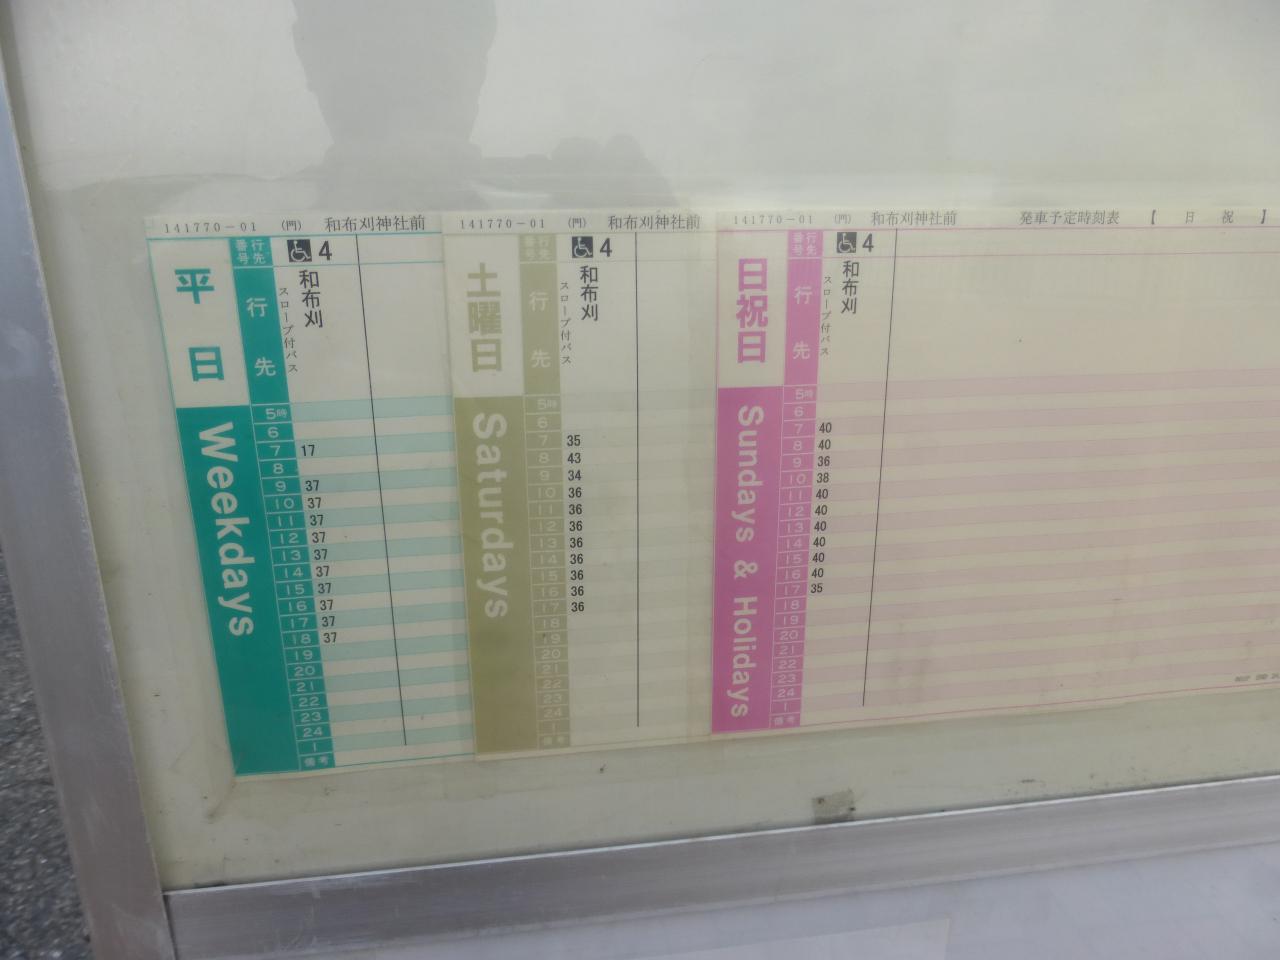 141770-01 (門) 和布刈神社前
平日
Weekdays
行先番号 4
行先 和布刈
スロープ付バス
5時
6
7 17
8
9 37
10 37
11 37
12 37
13 37
14 37
15 37
16 37
17 37
18 37
19
20
21
22
23
24
1
備考
141770-01 (門) 和布刈神社前
土曜日
Saturdays
行先番号 4
行先 和布刈
スロープ付バス
5時
6
7 35
8 43
9 34
10 36
11 36
12 36
13 36
14 36
15 36
16 36
17 36
18
19
20
21
22
23
24
1
備考
141770-01 (門) 和布刈神社前 発車予定時刻表 【 日 祝 】
日祝日
Sundays & Holidays
行先番号 4
行先 和布刈
スロープ付バス
5時
6
7 40
8 40
9 36
10 38
11 40
12 40
13 40
14 40
15 40
16 40
17 35
18
19
20
21
22
23
24
1
備考